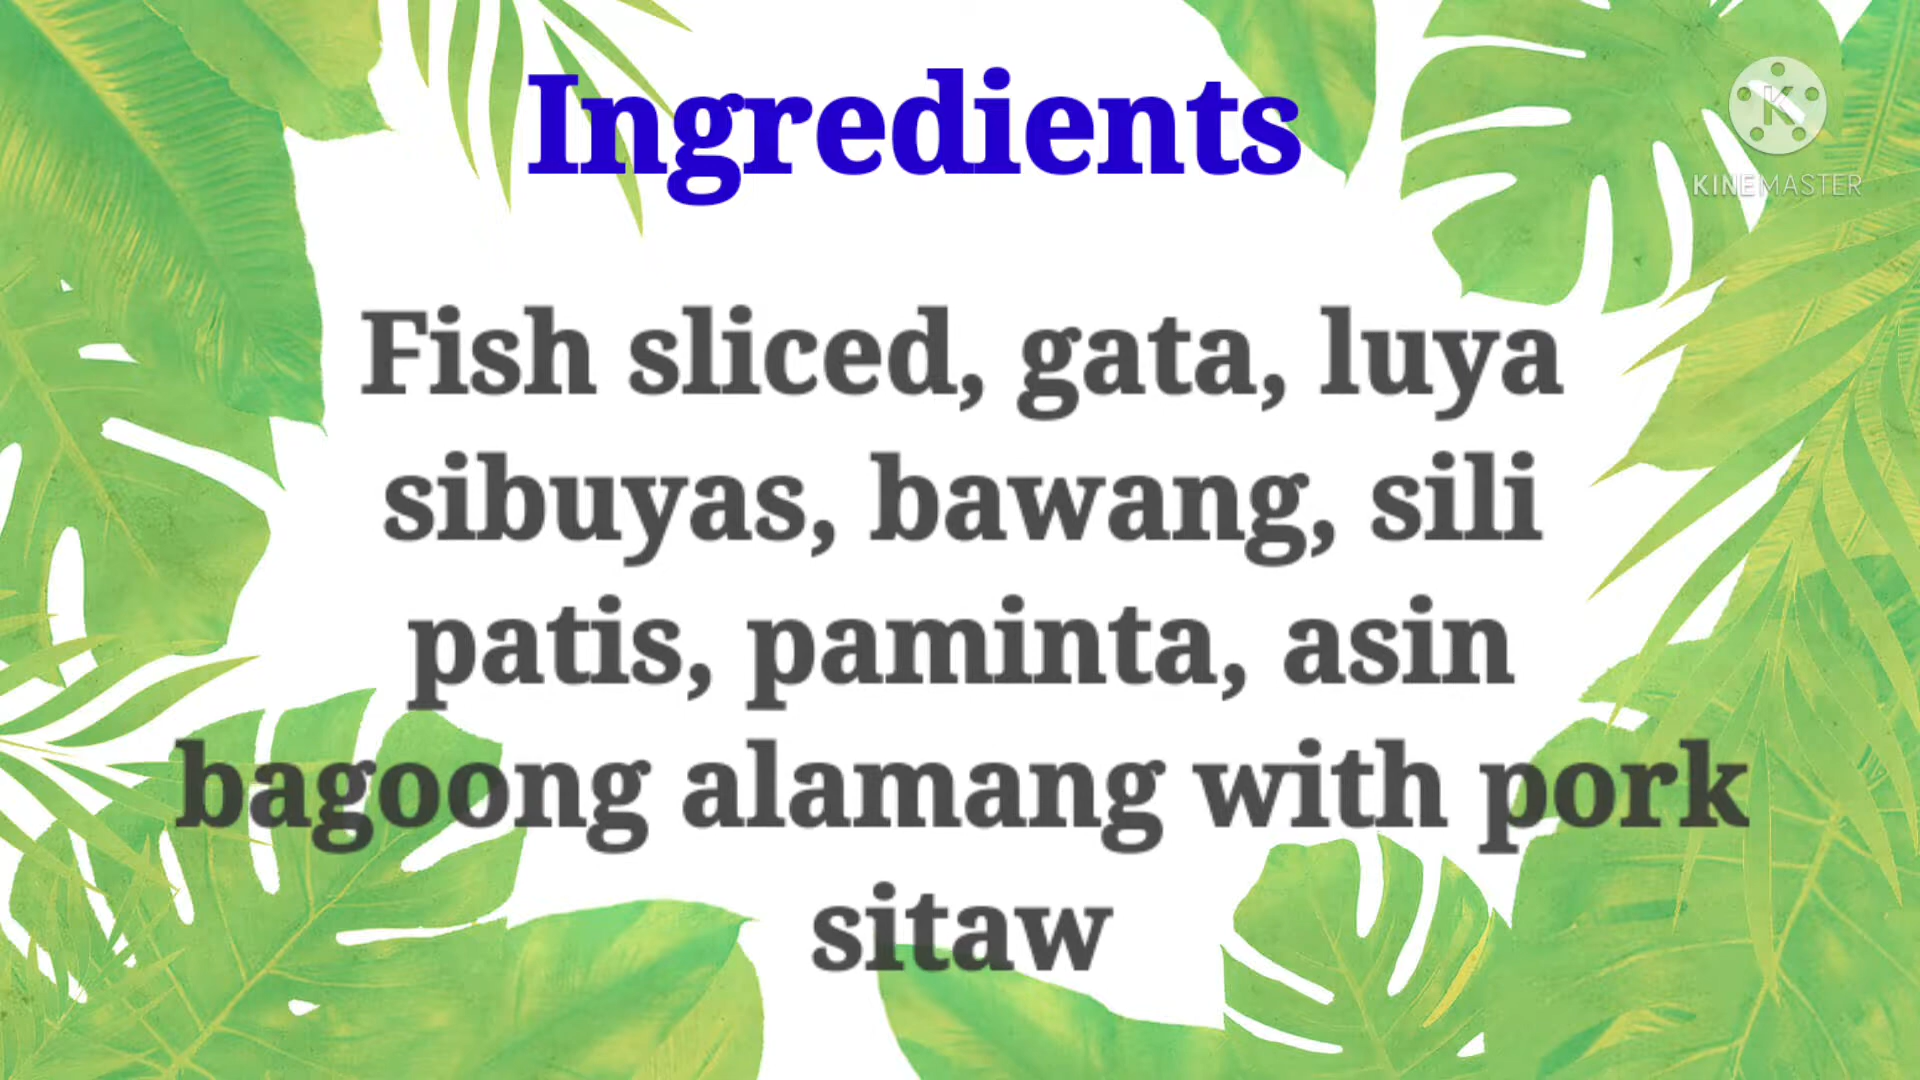 Ingredients
KINEMASTER
Fish sliced, gata, luya
sibuyas, bawang, sili
patis, paminta, asin
bagoong alamang with pork
sitaw